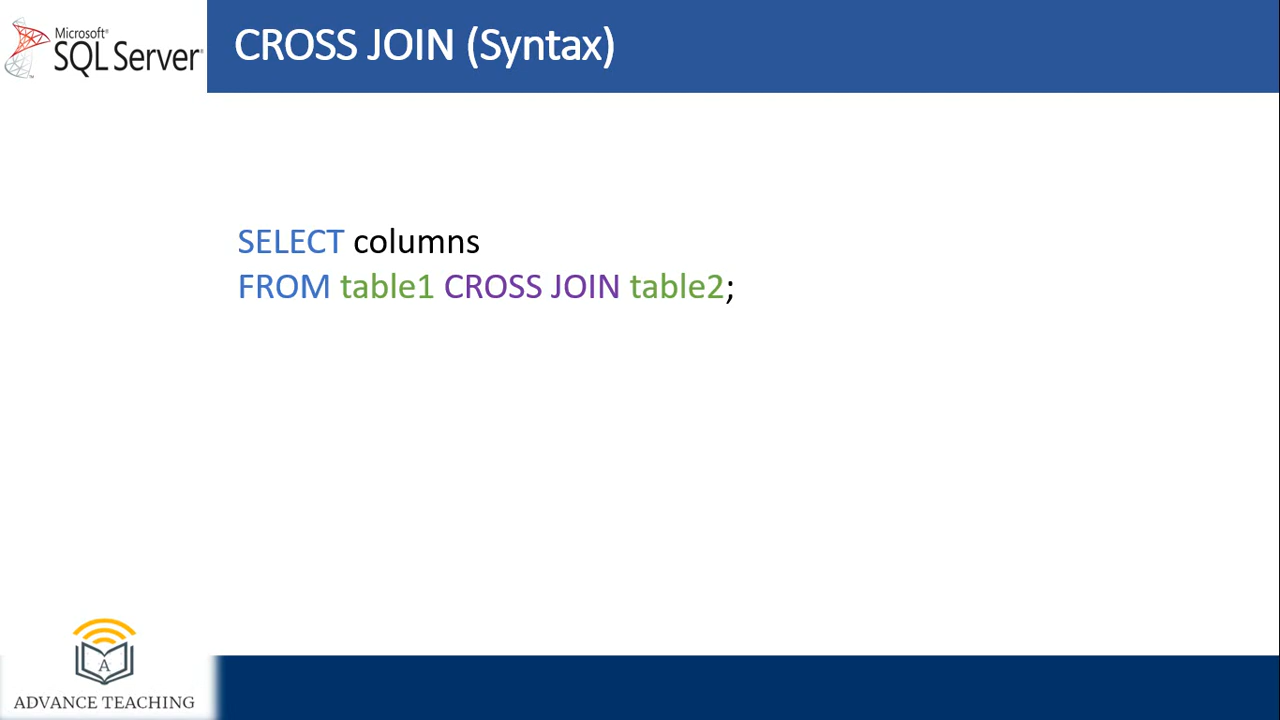 Microsoft®
SQL Server®
CROSS JOIN (Syntax)
SELECT columns
FROM table1 CROSS JOIN table2;
A
ADVANCE TEACHING